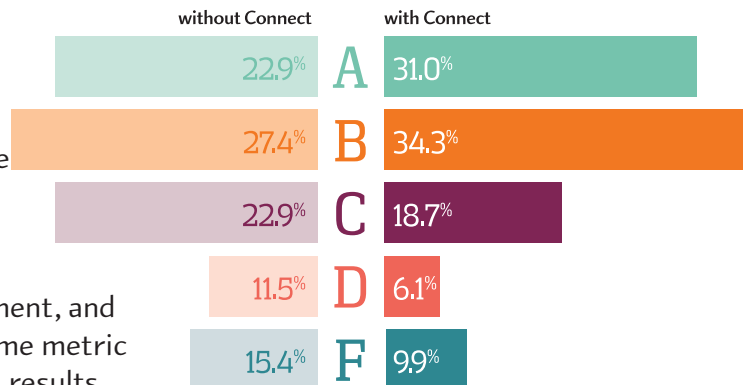 without Connect with Connect
22.9% A 31.0%
27.4% B 34.3%
e
22.9% C 18.7%
11.5% D 6.1%
ment, and
me metric
15.4% F 9.9%
results